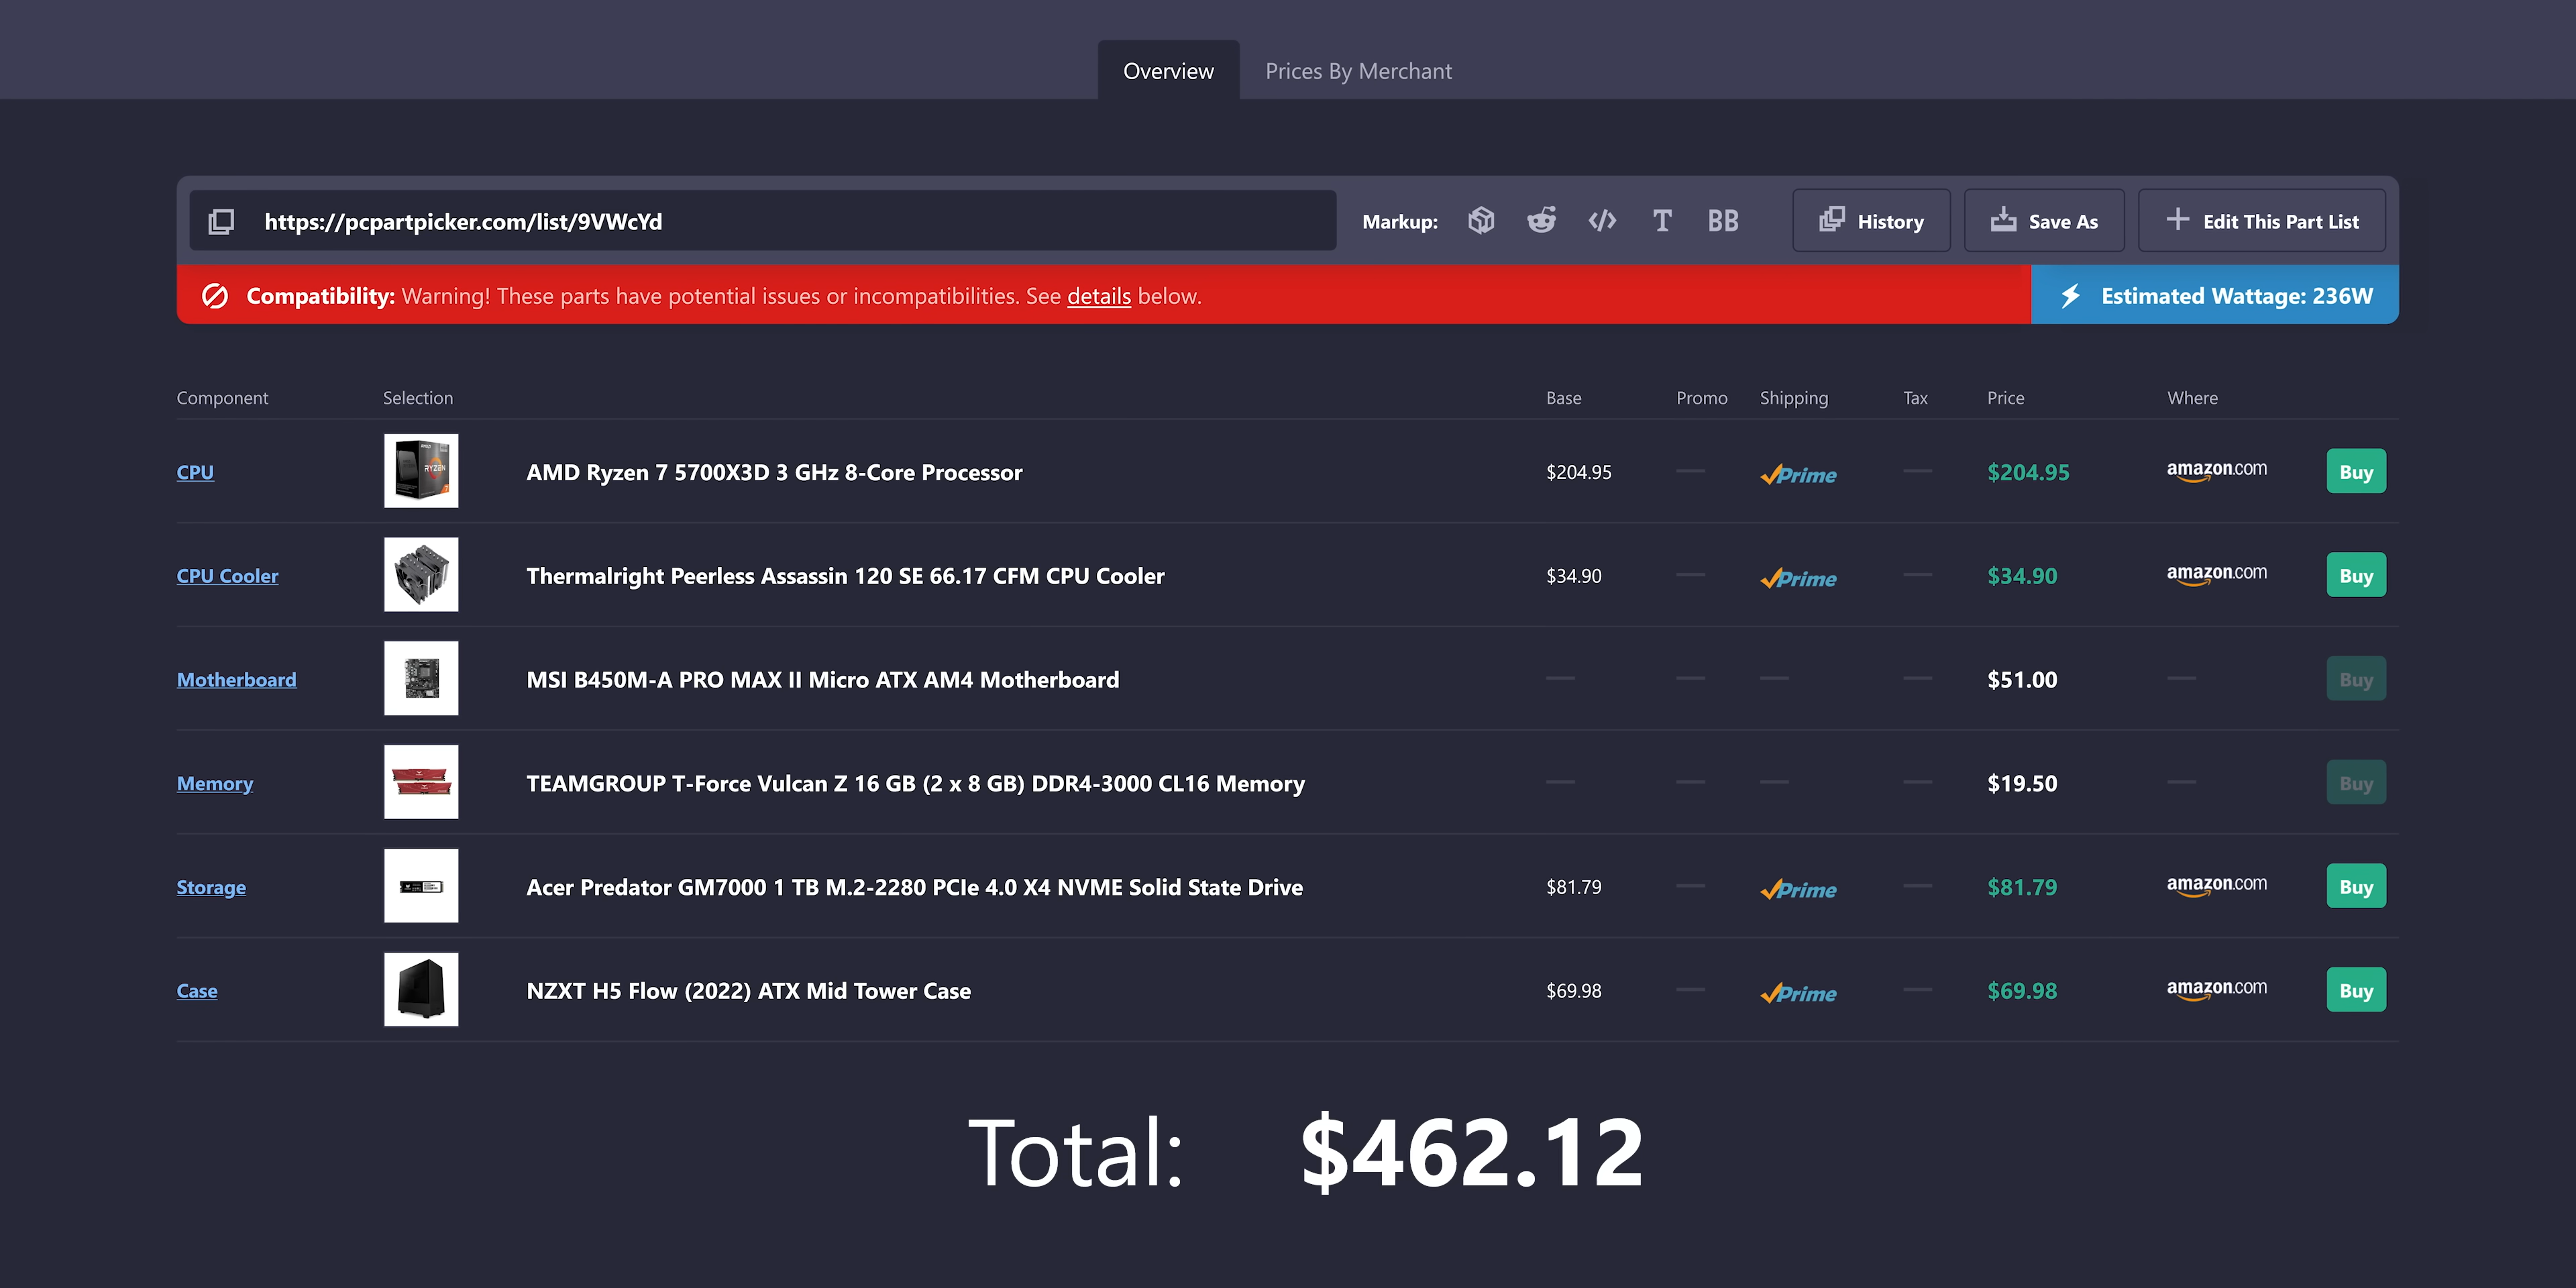 Overview Prices By Merchant
https://pcpartpicker.com/list/9VWcYd Markup: T BB History Save As Edit This Part List
Compatibility: Warning! These parts have potential issues or incompatibilities. See details below. Estimated Wattage: 236W
Component Selection Base Promo Shipping Tax Price Where
CPU AMD Ryzen 7 5700X3D 3 GHz 8-Core Processor $204.95 — Prime — $204.95 amazon.com Buy
CPU Cooler Thermalright Peerless Assassin 120 SE 66.17 CFM CPU Cooler $34.90 — Prime — $34.90 amazon.com Buy
Motherboard MSI B450M-A PRO MAX II Micro ATX AM4 Motherboard — — — — $51.00 — Buy
Memory TEAMGROUP T-Force Vulcan Z 16 GB (2 x 8 GB) DDR4-3000 CL16 Memory — — — — $19.50 — Buy
Storage Acer Predator GM7000 1 TB M.2-2280 PCIe 4.0 X4 NVME Solid State Drive $81.79 — Prime — $81.79 amazon.com Buy
Case NZXT H5 Flow (2022) ATX Mid Tower Case $69.98 — Prime — $69.98 amazon.com Buy
Total: $462.12